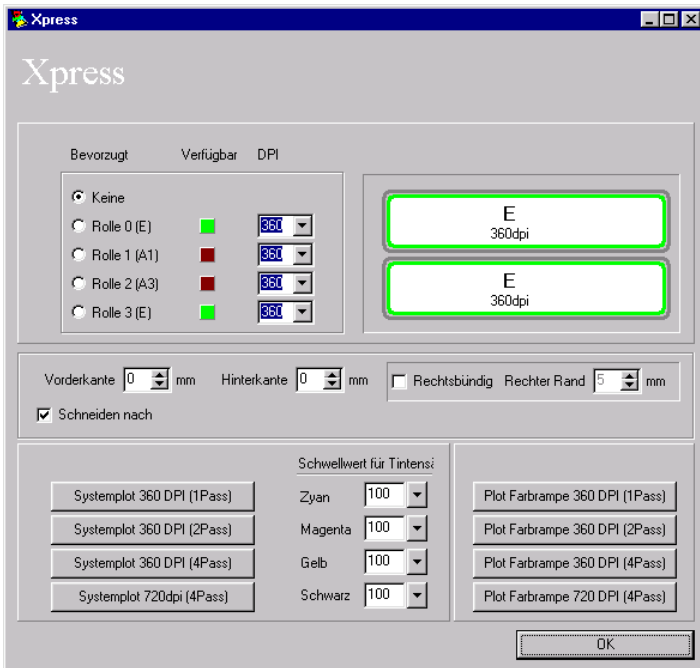 Xpress
Xpress
Bevorzugt Verfügbar DPI
Keine
Rolle 0 (E) 360
Rolle 1 (A1) 360
Rolle 2 (A3) 360
Rolle 3 (E) 360
E
360dpi
E
360dpi
Vorderkante 0 mm Hinterkante 0 mm Rechtsbündig Rechter Rand 5 mm
Schneiden nach
Schwellwert für Tintensä
Systemplot 360 DPI (1Pass) Zyan 100 Plot Farbrampe 360 DPI (1Pass)
Systemplot 360 DPI (2Pass) Magenta 100 Plot Farbrampe 360 DPI (2Pass)
Systemplot 360 DPI (4Pass) Gelb 100 Plot Farbrampe 360 DPI (4Pass)
Systemplot 720dpi (4Pass) Schwarz 100 Plot Farbrampe 720 DPI (4Pass)
OK